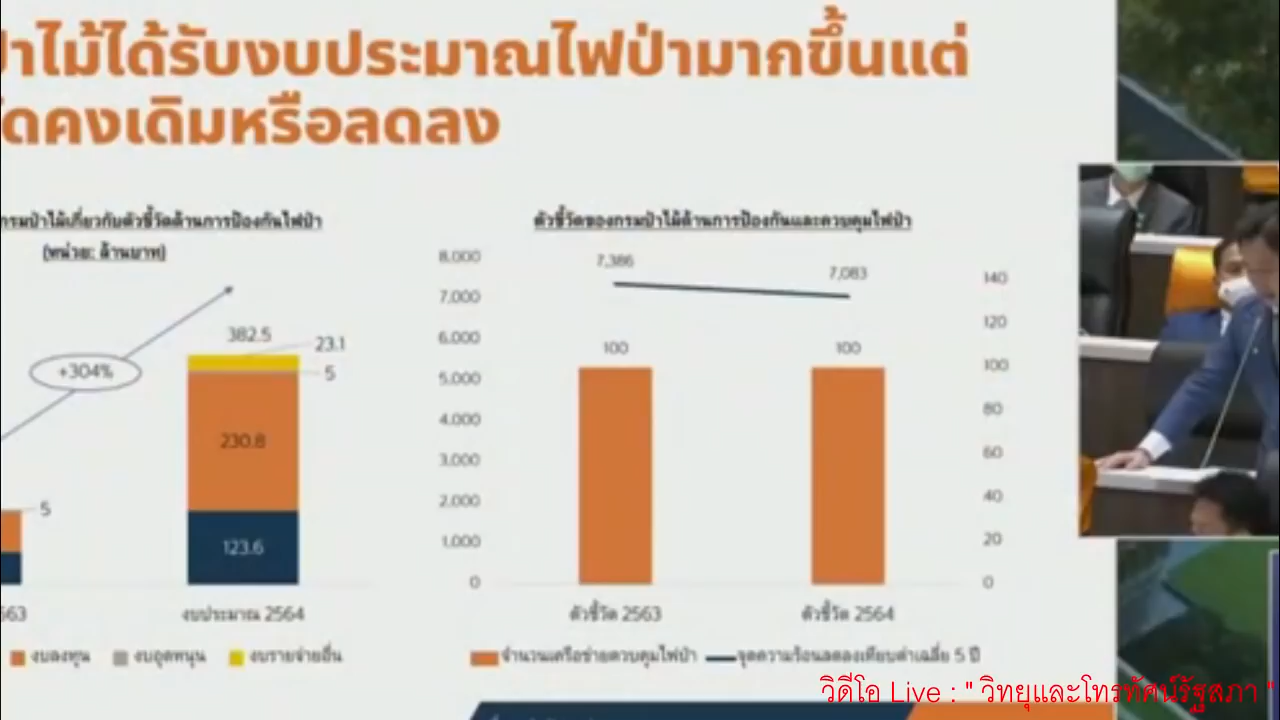 ป่าไม้ได้รับงบประมาณไฟป่ามากขึ้นแต่
วัดคงเดิมหรือลดลง
กรมป่าไม้เกี่ยวกับตัวชี้วัดด้านการป้องกันไฟป่า
(หน่วย: ล้านบาท)
382.5
23.1
5
+304%
230.8
5
123.6
563
งบประมาณ 2564
งบลงทุน
งบอุดหนุน
งบรายจ่ายอื่น
ตัวชี้วัดของกรมป่าไม้ด้านการป้องกันและควบคุมไฟป่า
8,000
7,000
6,000
5,000
4,000
3,000
2,000
1,000
0
7,386
7,083
100
100
140
120
100
80
60
40
20
0
ตัวชี้วัด 2563
ตัวชี้วัด 2564
จำนวนเครือข่ายควบคุมไฟป่า
จุดความร้อนลดลงเทียบค่าเฉลี่ย 5 ปี
วิดีโอ Live : " วิทยุและโทรทัศน์รัฐสภา "